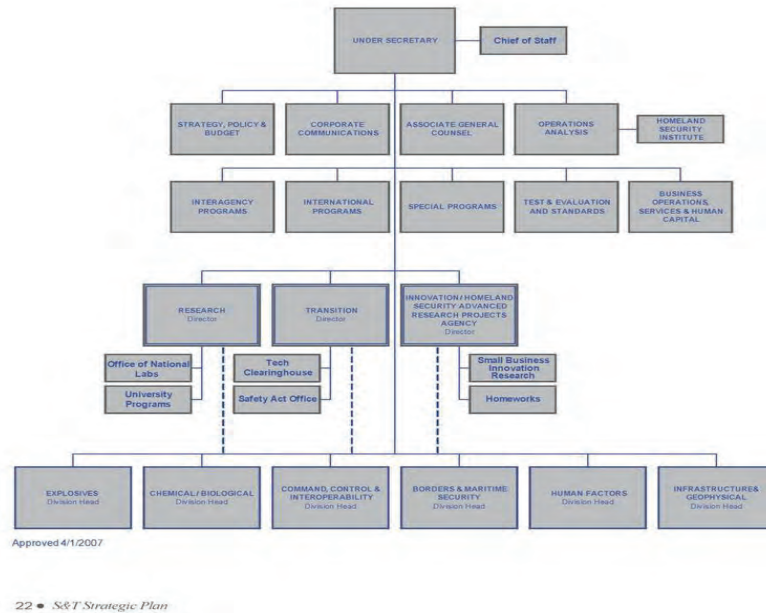 UNDER SECRETARY
Chief of Staff
STRATEGY, POLICY &
BUDGET
CORPORATE
COMMUNICATIONS
ASSOCIATE GENERAL
COUNSEL
OPERATIONS
ANALYSIS
HOMELAND
SECURITY
INSTITUTE
INTERAGENCY
PROGRAMS
INTERNATIONAL
PROGRAMS
SPECIAL PROGRAMS
TEST & EVALUATION
AND STANDARDS
BUSINESS
OPERATIONS,
SERVICES & HUMAN
CAPITAL
RESEARCH
Director
TRANSITION
Director
INNOVATION / HOMELAND
SECURITY ADVANCED
RESEARCH PROJECTS
AGENCY
Director
Office of National
Labs
University
Programs
Tech
Clearinghouse
Safety Act Office
Small Business
Innovation
Research
Homeworks
EXPLOSIVES
Division Head
CHEMICAL / BIOLOGICAL
Division Head
COMMAND, CONTROL &
INTEROPERABILITY
Division Head
BORDERS & MARITIME
SECURITY
Division Head
HUMAN FACTORS
Division Head
INFRASTRUCTURE &
GEOPHYSICAL
Division Head
Approved 4/1/2007
22 ● S&T Strategic Plan